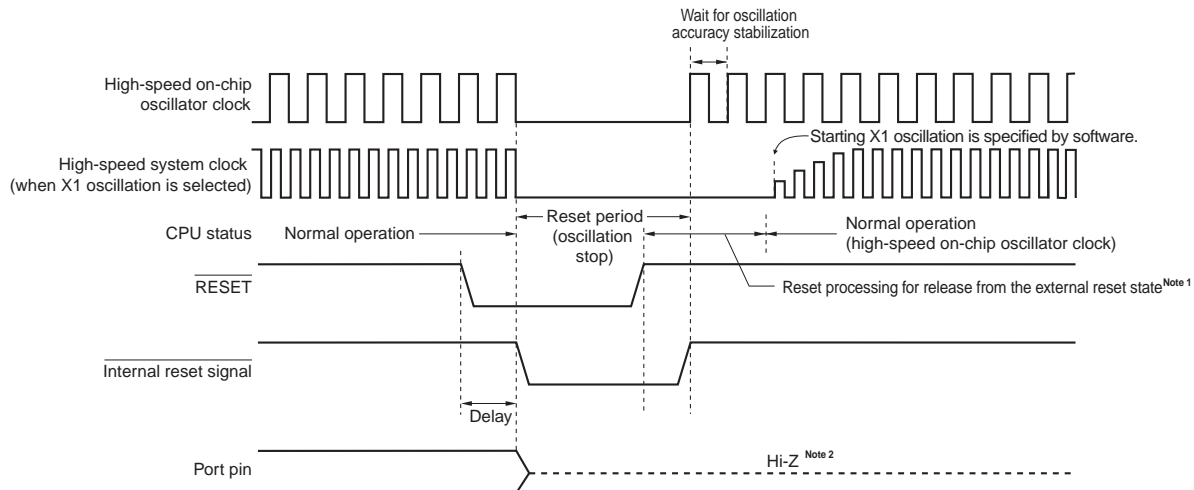 Wait for oscillation
accuracy stabilization
High-speed on-chip
oscillator clock
Starting X1 oscillation is specified by software.
High-speed system clock
(when X1 oscillation is selected)
CPU status
Normal operation
Reset period
(oscillation
stop)
Normal operation
(high-speed on-chip oscillator clock)
RESET
Reset processing for release from the external reset state Note 1
Internal reset signal
Delay
Port pin
Hi-Z Note 2